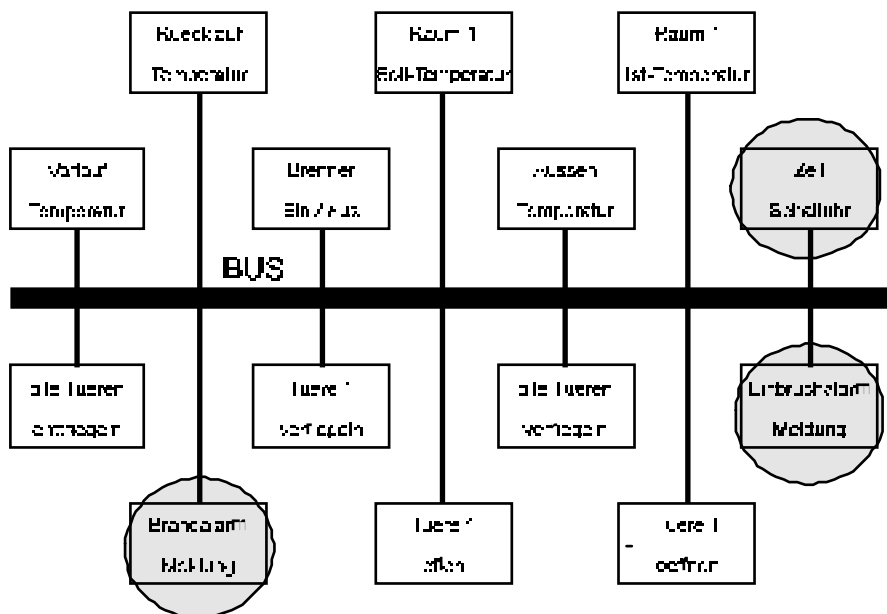 Raum 1
Raum 1
Temperatur
Soll-Temperatur
Ist-Temperatur
Vorlauf
Brenner
Aussen
Zeit
Temperatur
Ein / Aus
Temperatur
Schaltuhr
BUS
alle Tueren
Tuere 1
alle Tueren
Einbruchalarm
entriegeln
verriegeln
verriegeln
Meldung
Brandalarm
Tuere 1
Tuere 1
Meldung
offen
oeffnen